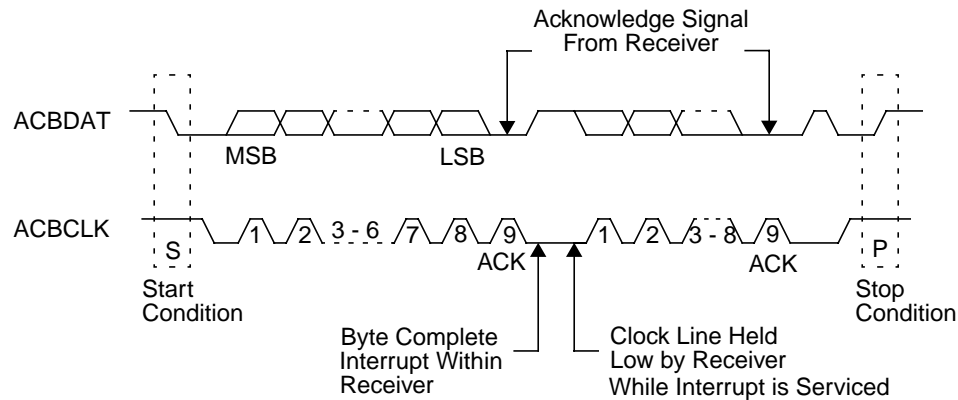 Acknowledge Signal
From Receiver
ACBDAT
MSB
LSB
ACBCLK
S
1
2
3 - 6
7
8
9
1
2
3 - 8
9
P
ACK
ACK
Start
Condition
Stop
Condition
Byte Complete
Interrupt Within
Receiver
Clock Line Held
Low by Receiver
While Interrupt is Serviced